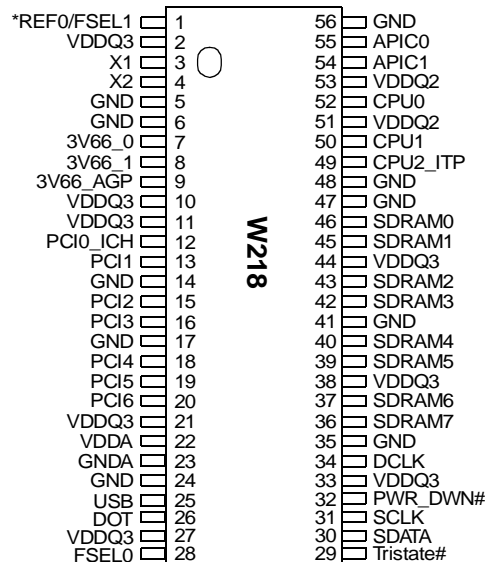 *REF0/FSEL1 1 56 GND
VDDQ3 2 55 APIC0
X1 3 54 APIC1
X2 4 53 VDDQ2
GND 5 52 CPU0
GND 6 51 VDDQ2
3V66_0 7 50 CPU1
3V66_1 8 49 CPU2_ITP
3V66_AGP 9 48 GND
VDDQ3 10 47 GND
VDDQ3 11 46 SDRAM0
PCI0_ICH 12 45 SDRAM1
PCI1 13 44 VDDQ3
GND 14 43 SDRAM2
PCI2 15 42 SDRAM3
PCI3 16 41 GND
GND 17 40 SDRAM4
PCI4 18 39 SDRAM5
PCI5 19 38 VDDQ3
PCI6 20 37 SDRAM6
VDDQ3 21 36 SDRAM7
VDDA 22 35 GND
GNDA 23 34 DCLK
GND 24 33 VDDQ3
USB 25 32 PWR_DWN#
DOT 26 31 SCLK
VDDQ3 27 30 SDATA
FSEL0 28 29 Tristate#
W218